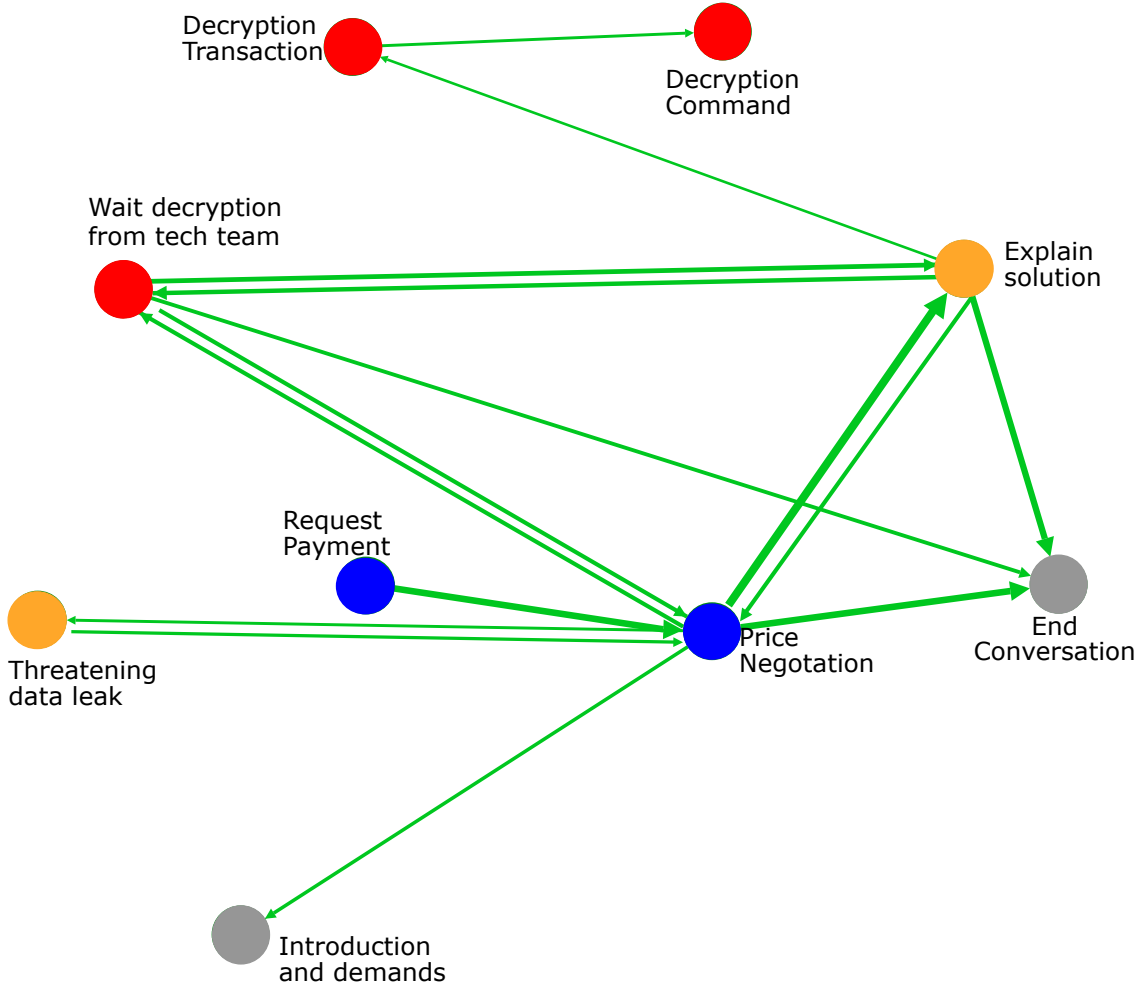 Decryption
Transaction
Decryption
Command
Wait decryption
from tech team
Explain
solution
Request
Payment
Price
Negotation
End
Conversation
Threatening
data leak
Introduction
and demands